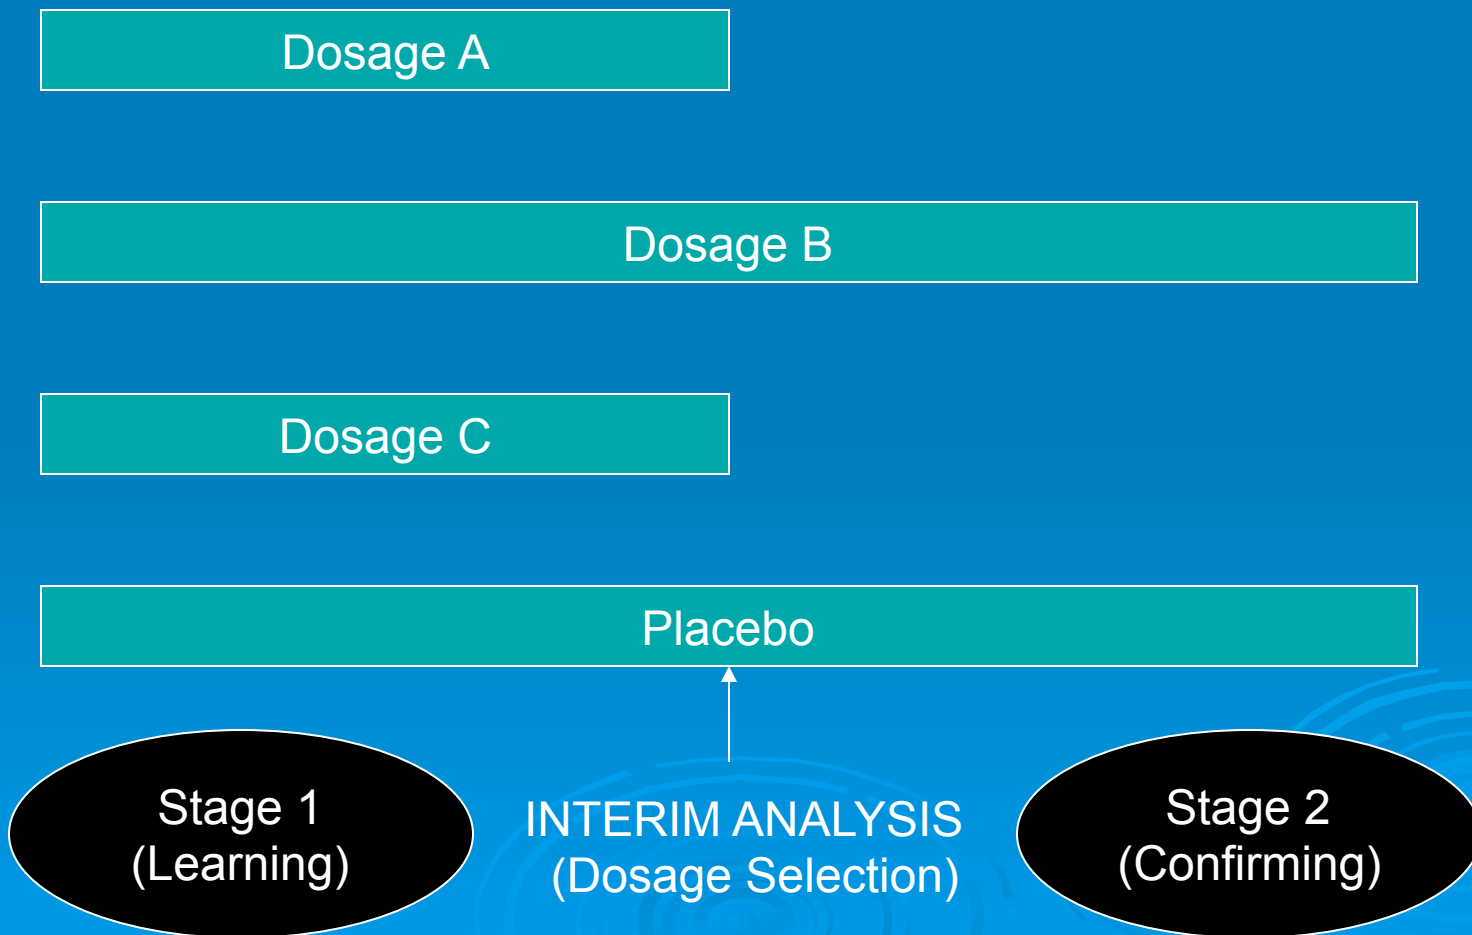 Dosage A
Dosage B
Dosage C
Placebo
Stage 1
(Learning)
INTERIM ANALYSIS
(Dosage Selection)
Stage 2
(Confirming)